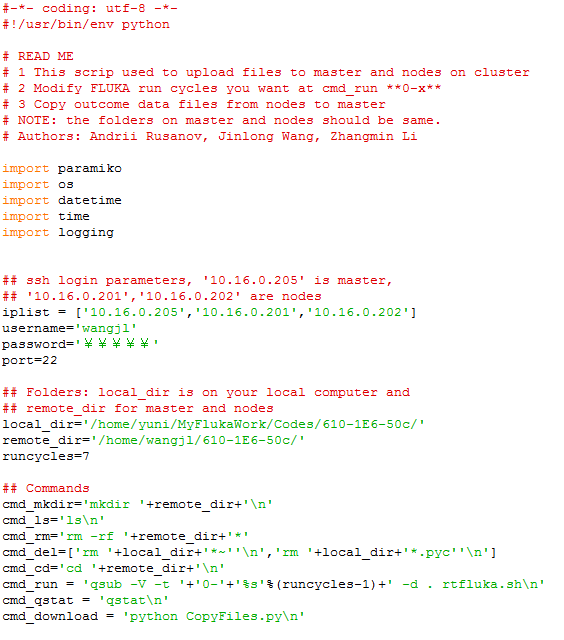 #-*- coding: utf-8 -*-
#!/usr/bin/env python
# READ ME
# 1 This scrip used to upload files to master and nodes on cluster
# 2 Modify FLUKA run cycles you want at cmd_run **0-x**
# 3 Copy outcome data files from nodes to master
# NOTE: the folders on master and nodes should be same.
# Authors: Andrii Rusanov, Jinlong Wang, Zhangmin Li
import paramiko
import os
import datetime
import time
import logging
## ssh login parameters, '10.16.0.205' is master,
## '10.16.0.201','10.16.0.202' are nodes
iplist = ['10.16.0.205','10.16.0.201','10.16.0.202']
username='wangjl'
password='￥￥￥￥￥'
port=22
## Folders: local_dir is on your local computer and
## remote_dir for master and nodes
local_dir='/home/yuni/MyFlukaWork/Codes/610-1E6-50c/'
remote_dir='/home/wangjl/610-1E6-50c/'
runcycles=7
## Commands
cmd_mkdir='mkdir '+remote_dir+'\n'
cmd_ls='ls\n'
cmd_rm='rm -rf '+remote_dir+'*'
cmd_del=['rm '+local_dir+'*~''\n','rm '+local_dir+'*.pyc''\n']
cmd_cd='cd '+remote_dir+'\n'
cmd_run = 'qsub -V -t '+'0-'+'%s'%(runcycles-1)+' -d . rtfluka.sh\n'
cmd_qstat = 'qstat\n'
cmd_download = 'python CopyFiles.py\n'